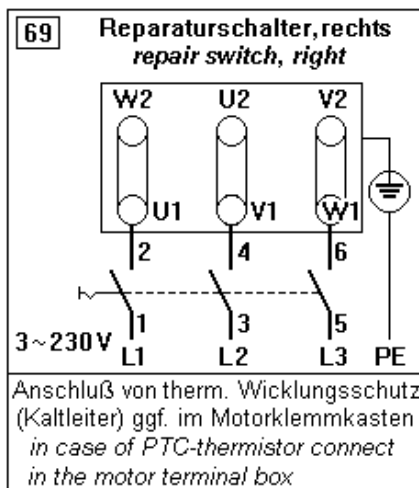 69 Reparaturschalter, rechts
repair switch, right
W2 U2 V2
U1 V1 W1
2 4 6
1 3 5
3~230 V
L1 L2 L3 PE
Anschluß von therm. Wicklungsschutz
(Kaltleiter) ggf. im Motorklemmkasten
in case of PTC-thermistor connect
in the motor terminal box